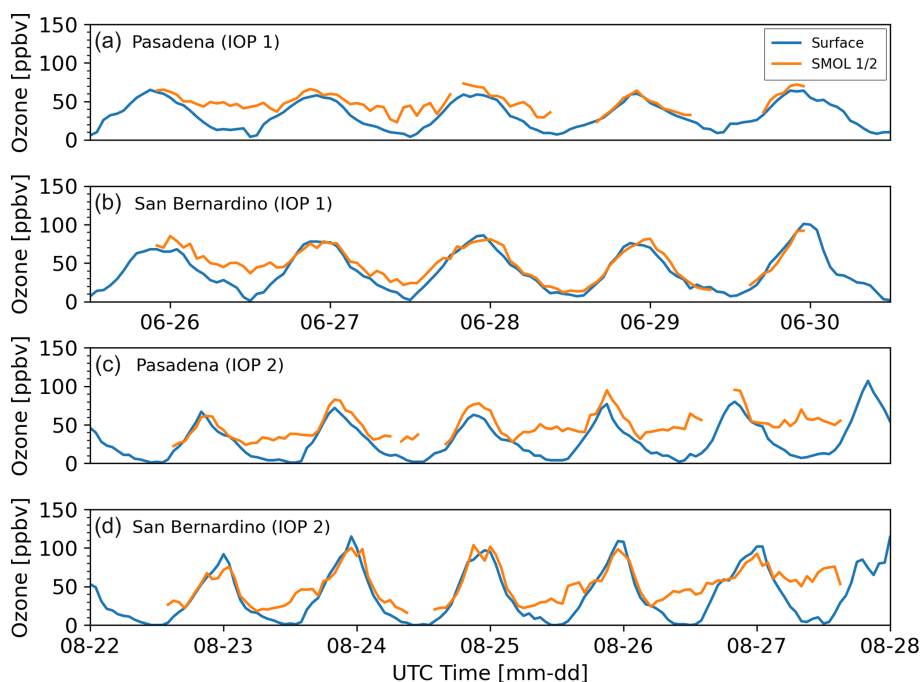 (a) Pasadena (IOP 1)
Surface
SMOL 1/2
Ozone [ppbv]
150
100
50
0
(b) San Bernardino (IOP 1)
Ozone [ppbv]
150
100
50
0
06-26 06-27 06-28 06-29 06-30
(c) Pasadena (IOP 2)
Ozone [ppbv]
150
100
50
0
(d) San Bernardino (IOP 2)
Ozone [ppbv]
150
100
50
0
08-22 08-23 08-24 08-25 08-26 08-27 08-28
UTC Time [mm-dd]